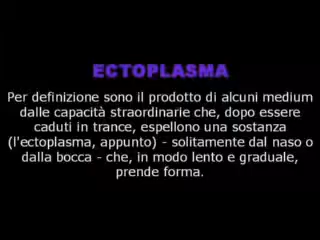 ECTOPLASMA
Per definizione sono il prodotto di alcuni medium
dalle capacità straordinarie che, dopo essere
caduti in trance, espellono una sostanza
(l'ectoplasma, appunto) - solitamente dal naso o
dalla bocca - che, in modo lento e graduale,
prende forma.